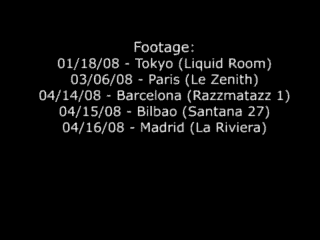 Footage:
01/18/08 - Tokyo (Liquid Room)
03/06/08 - Paris (Le Zenith)
04/14/08 - Barcelona (Razzmatazz 1)
04/15/08 - Bilbao (Santana 27)
04/16/08 - Madrid (La Riviera)